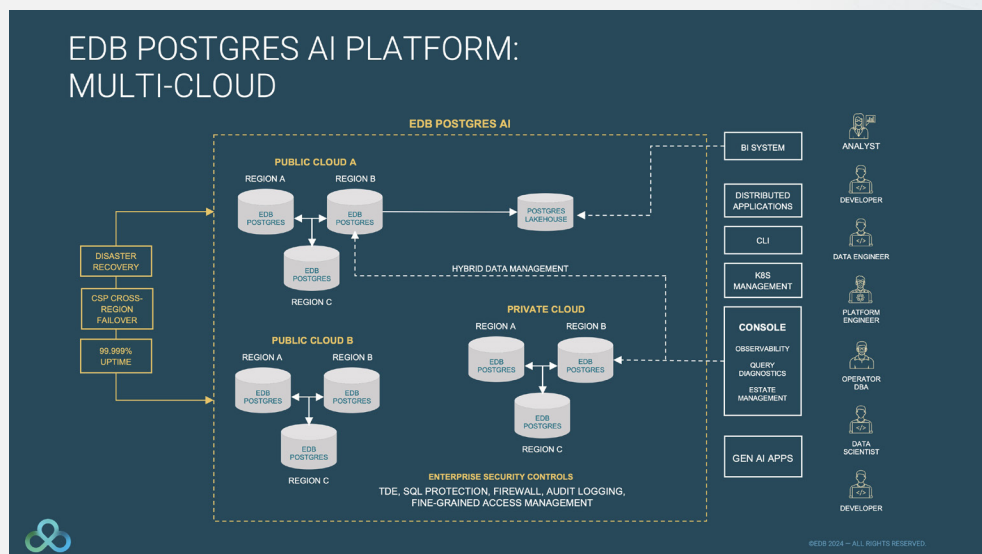 EDB POSTGRES AI PLATFORM:
MULTI-CLOUD
EDB POSTGRES AI
PUBLIC CLOUD A
REGION A
REGION B
EDB
POSTGRES
EDB
POSTGRES
EDB
POSTGRES
REGION C
POSTGRES
LAKEHOUSE
HYBRID DATA MANAGEMENT
DISASTER
RECOVERY
CSP CROSS-
REGION
FAILOVER
99.999%
UPTIME
PUBLIC CLOUD B
REGION A
REGION B
EDB
POSTGRES
EDB
POSTGRES
EDB
POSTGRES
REGION C
PRIVATE CLOUD
REGION A
REGION B
EDB
POSTGRES
EDB
POSTGRES
EDB
POSTGRES
REGION C
ENTERPRISE SECURITY CONTROLS
TDE, SQL PROTECTION, FIREWALL, AUDIT LOGGING,
FINE-GRAINED ACCESS MANAGEMENT
BI SYSTEM
DISTRIBUTED
APPLICATIONS
CLI
K8S
MANAGEMENT
CONSOLE
OBSERVABILITY
QUERY
DIAGNOSTICS
ESTATE
MANAGEMENT
GEN AI APPS
ANALYST
DEVELOPER
DATA ENGINEER
PLATFORM
ENGINEER
OPERATOR
DBA
DATA
SCIENTIST
DEVELOPER
©EDB 2024 — ALL RIGHTS RESERVED.